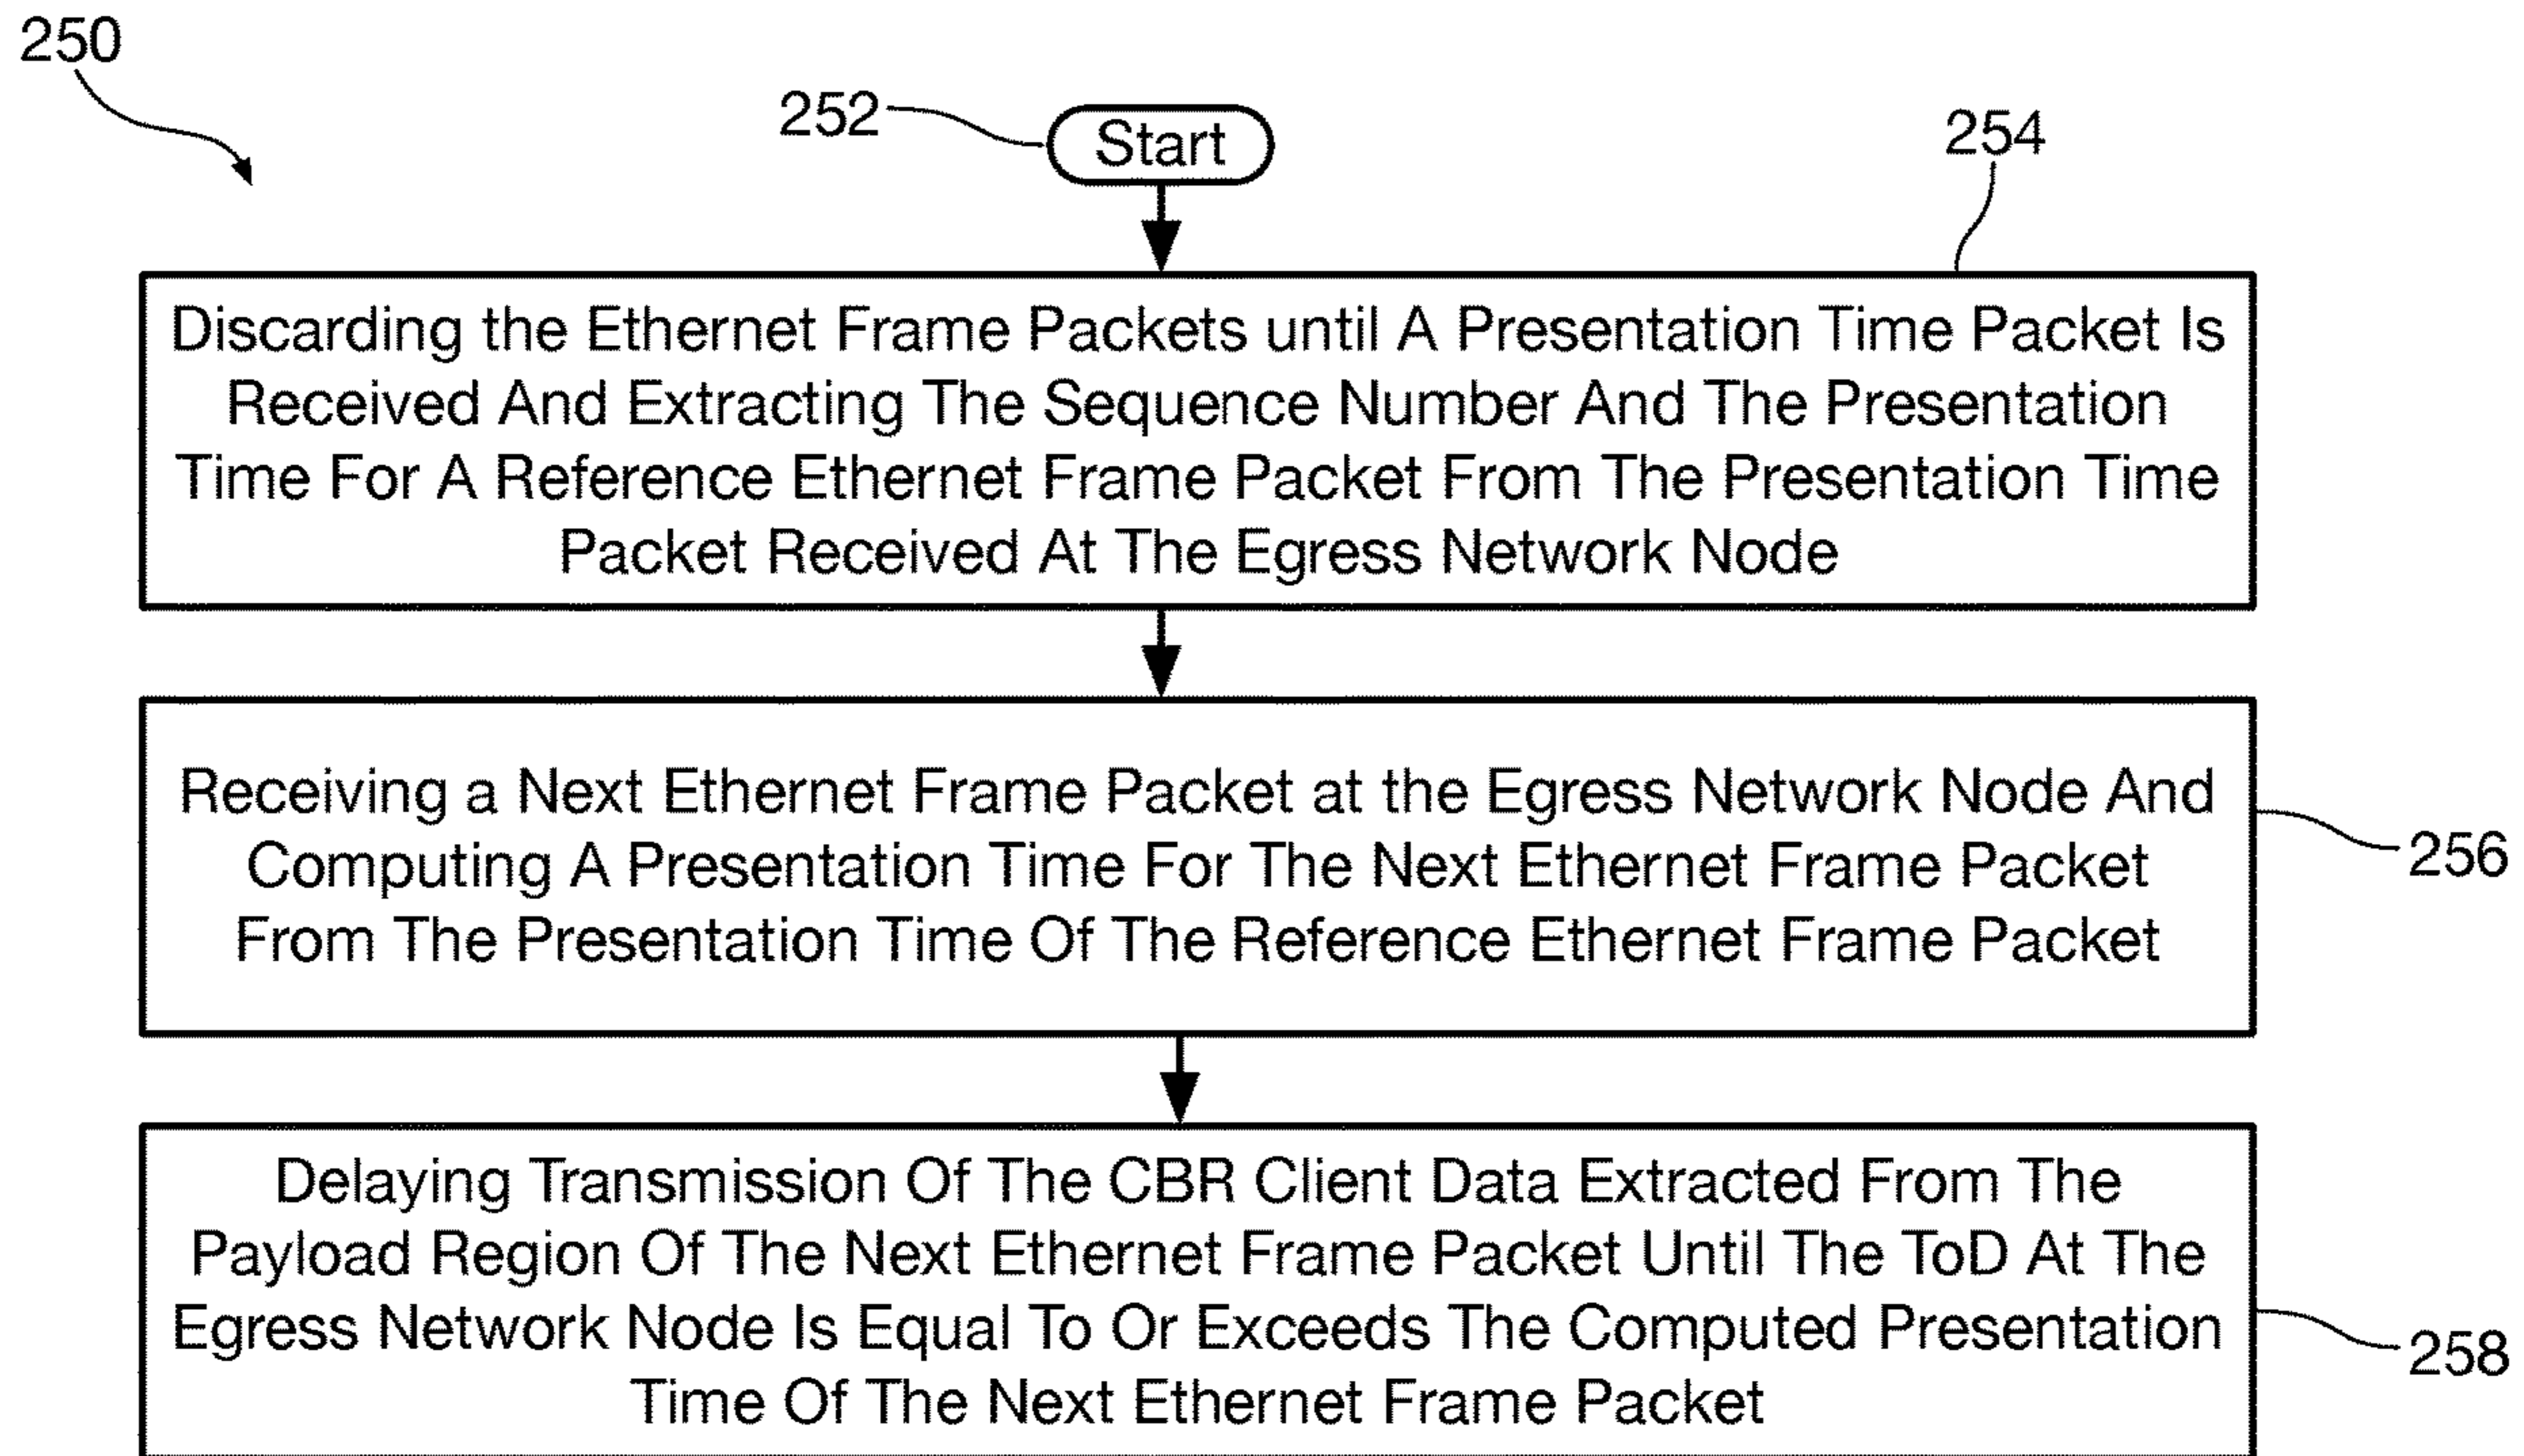 250
252
Start
254
Discarding the Ethernet Frame Packets until A Presentation Time Packet Is
Received And Extracting The Sequence Number And The Presentation
Time For A Reference Ethernet Frame Packet From The Presentation Time
Packet Received At The Egress Network Node
Receiving a Next Ethernet Frame Packet at the Egress Network Node And
Computing A Presentation Time For The Next Ethernet Frame Packet
From The Presentation Time Of The Reference Ethernet Frame Packet
256
Delaying Transmission Of The CBR Client Data Extracted From The
Payload Region Of The Next Ethernet Frame Packet Until The ToD At The
Egress Network Node Is Equal To Or Exceeds The Computed Presentation
Time Of The Next Ethernet Frame Packet
258